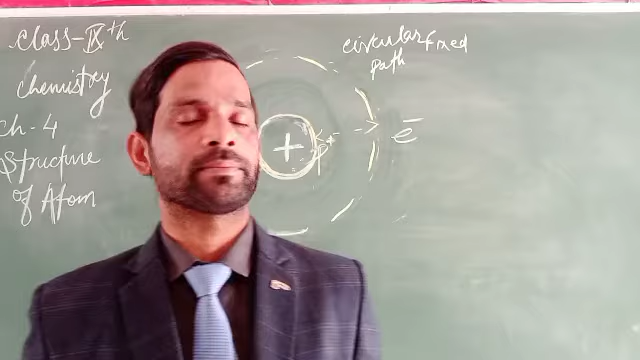 Class-IXth
Chemistry
Ch-4
Structure
of Atom
circular fixed
path
+
p+
e-